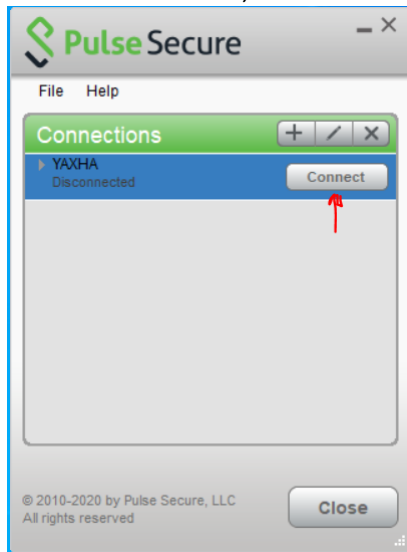 Pulse Secure
File Help
Connections
YAXHA
Disconnected
Connect
© 2010-2020 by Pulse Secure, LLC
All rights reserved
Close